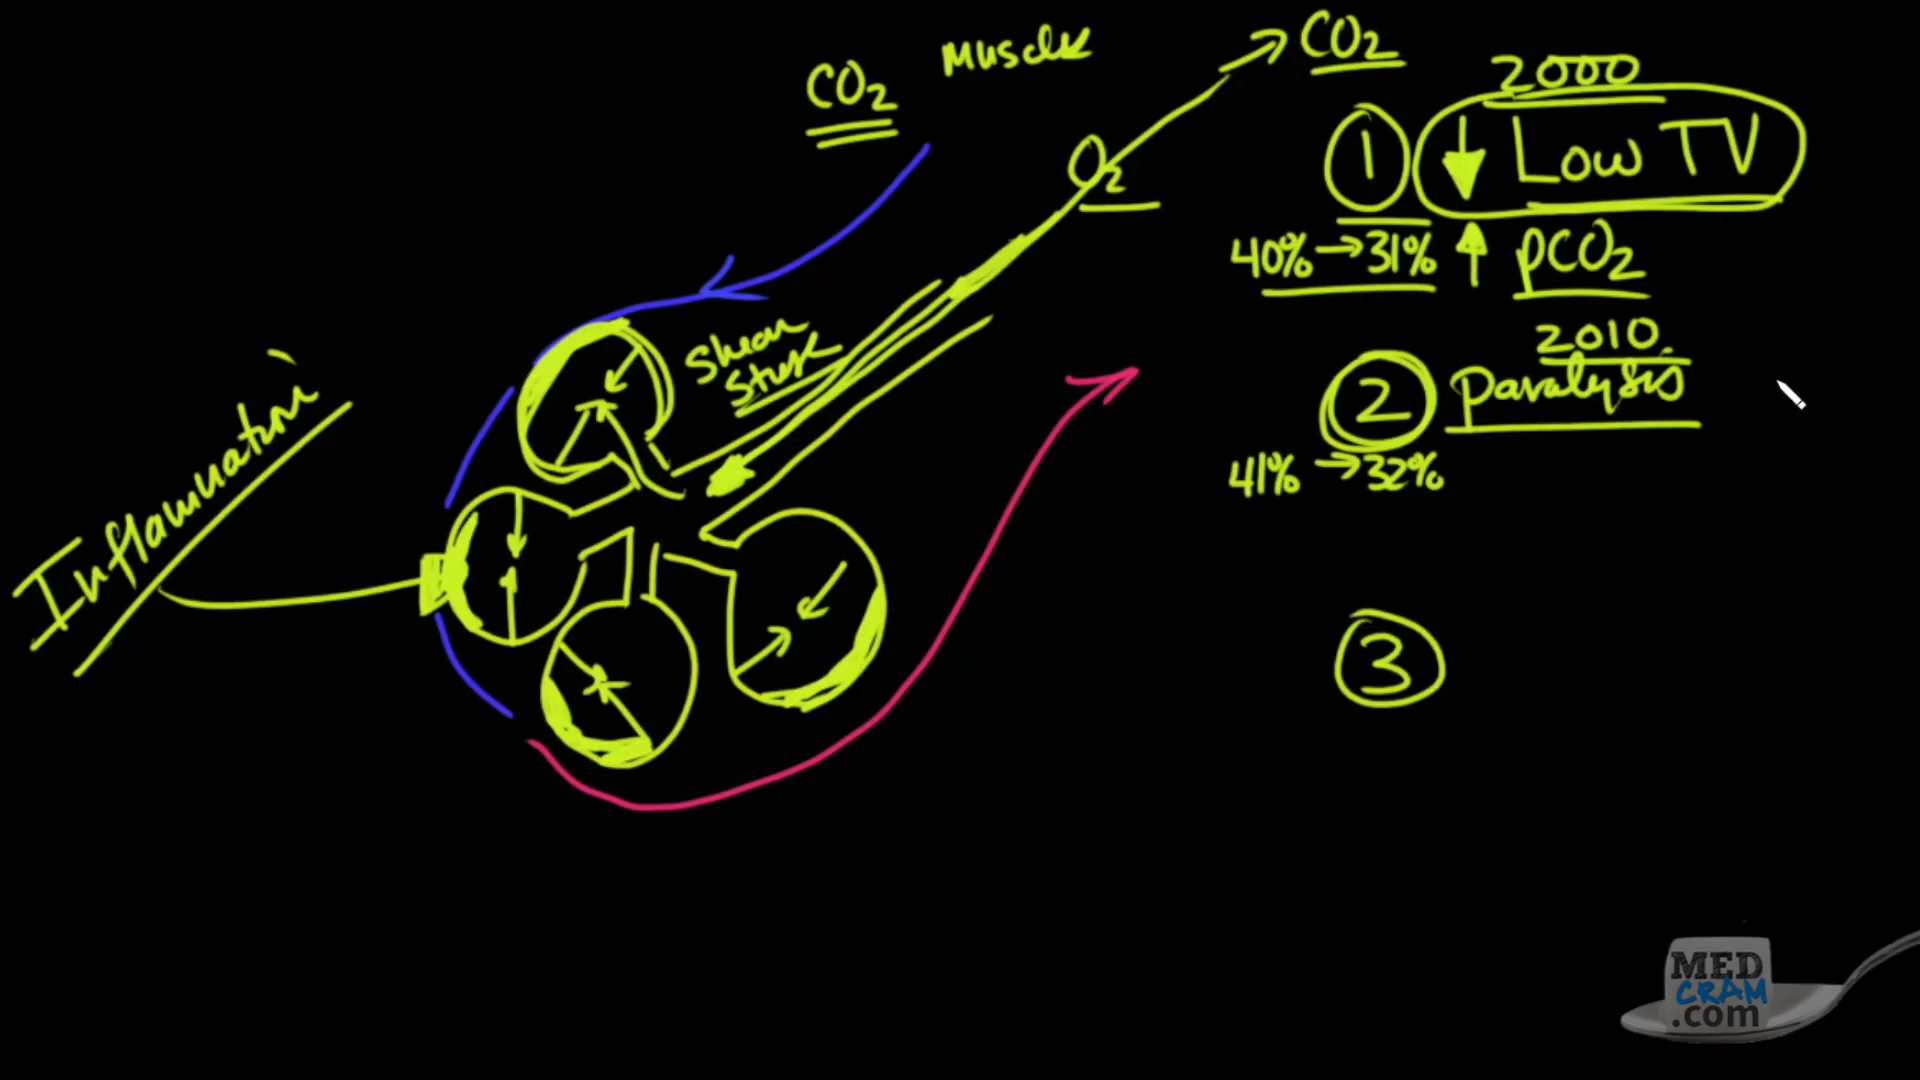 CO2
Muscle
CO2
O2
2000
1 ↓ Low TV
40% → 31% ↑ pCO2
2010.
2 Paralysis
41% → 32%
3
Shear
Inflammation
MED
CRAM
.com